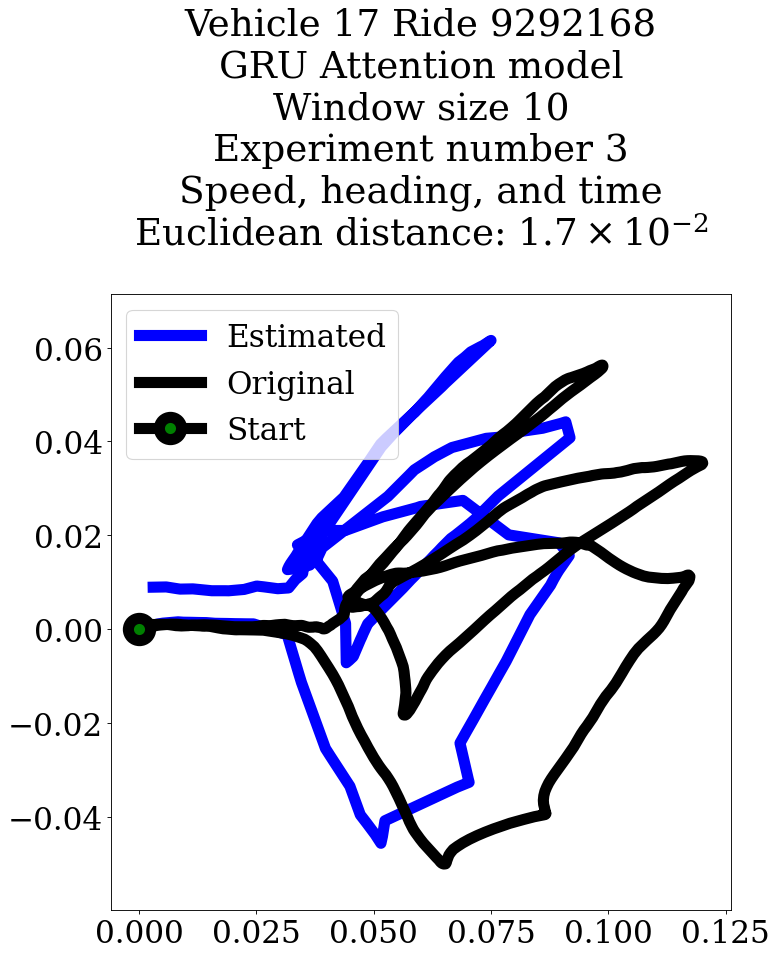 Vehicle 17 Ride 9292168
GRU Attention model
Window size 10
Experiment number 3
Speed, heading, and time
Euclidean distance: 1.7 × 10⁻²
Estimated
Original
Start
0.06
0.04
0.02
0.00
−0.02
−0.04
0.000 0.025 0.050 0.075 0.100 0.125